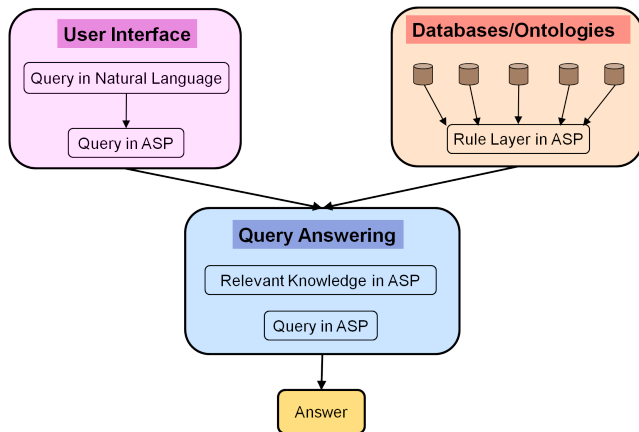 User Interface
Query in Natural Language
Query in ASP
Databases/Ontologies
Rule Layer in ASP
Query Answering
Relevant Knowledge in ASP
Query in ASP
Answer